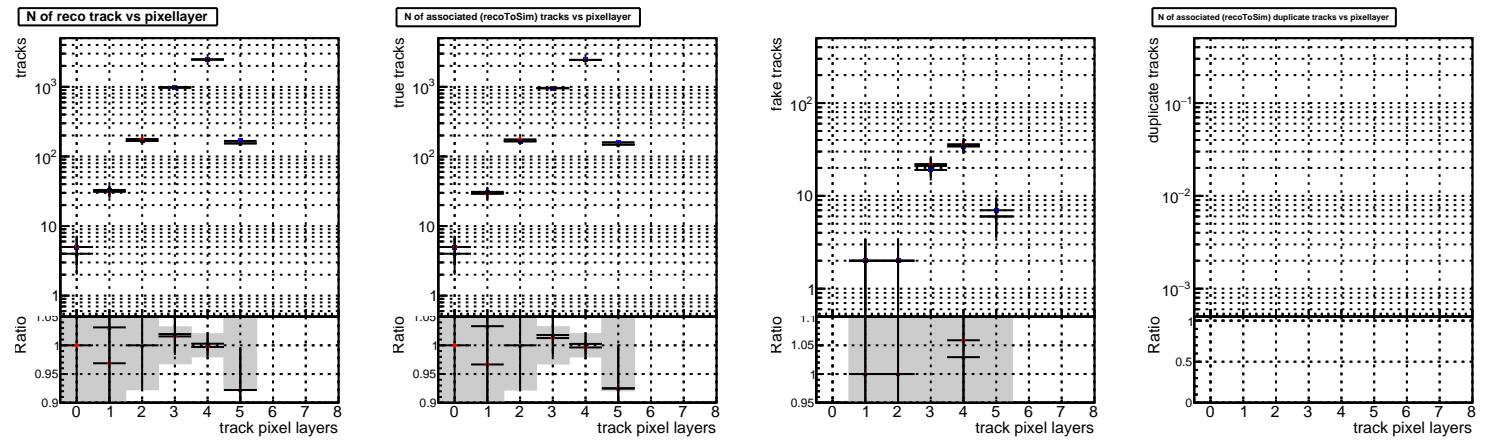 N of reco track vs pixellayer
tracks
10³
10²
10
1
Ratio
1.05
1
0.95
0.9
0 1 2 3 4 5 6 7 8
track pixel layers
N of associated (recoToSim) tracks vs pixellayer
true tracks
10³
10²
10
1
Ratio
1.05
1
0.95
0.9
0 1 2 3 4 5 6 7 8
track pixel layers
fake tracks
10²
10
1
Ratio
1.1
1.05
1
0.95
0 1 2 3 4 5 6 7 8
track pixel layers
N of associated (recoToSim) duplicate tracks vs pixellayer
duplicate tracks
10⁻¹
10⁻²
10⁻³
Ratio
1
0.5
0
0 1 2 3 4 5 6 7 8
track pixel layers